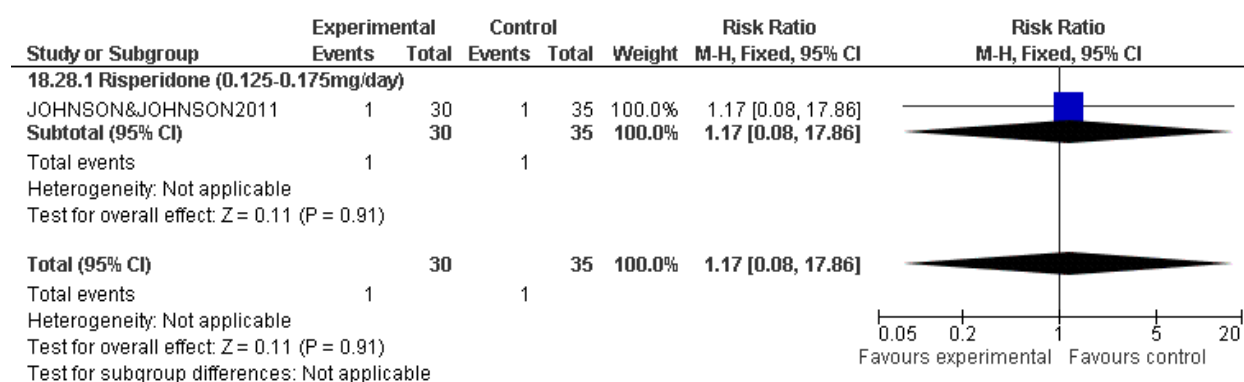 Experimental Control Risk Ratio Risk Ratio
Study or Subgroup Events Total Events Total Weight M-H, Fixed, 95% CI M-H, Fixed, 95% CI
18.28.1 Risperidone (0.125-0.175mg/day)
JOHNSON&JOHNSON2011 1 30 1 35 100.0% 1.17 [0.08, 17.86]
Subtotal (95% CI) 30 35 100.0% 1.17 [0.08, 17.86]
Total events 1 1
Heterogeneity: Not applicable
Test for overall effect: Z = 0.11 (P = 0.91)
Total (95% CI) 30 35 100.0% 1.17 [0.08, 17.86]
Total events 1 1
Heterogeneity: Not applicable
Test for overall effect: Z = 0.11 (P = 0.91)
Test for subgroup differences: Not applicable
0.05 0.2 1 5 20
Favours experimental Favours control